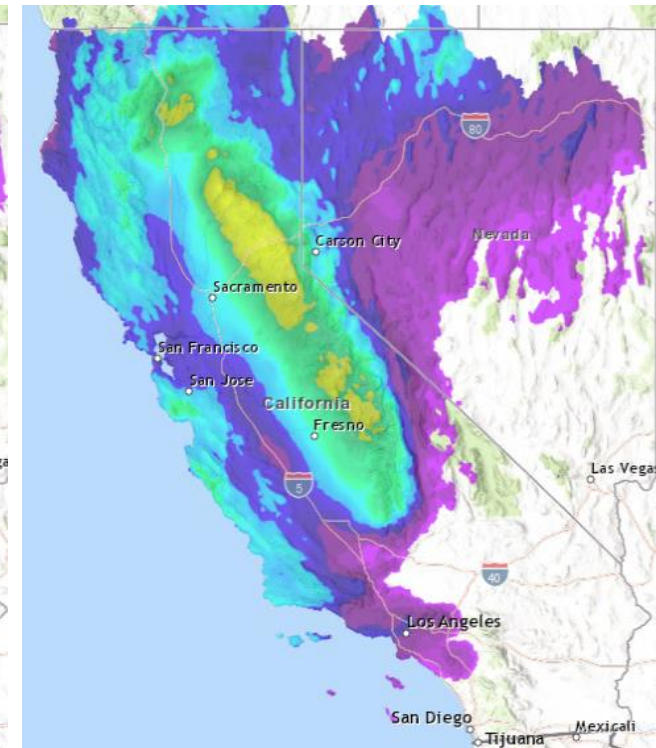 80
Carson City
Nevada
Sacramento
San Francisco
San Jose
California
Fresno
5
Las Vegas
40
Los Angeles
San Diego
Tijuana
Mexicali